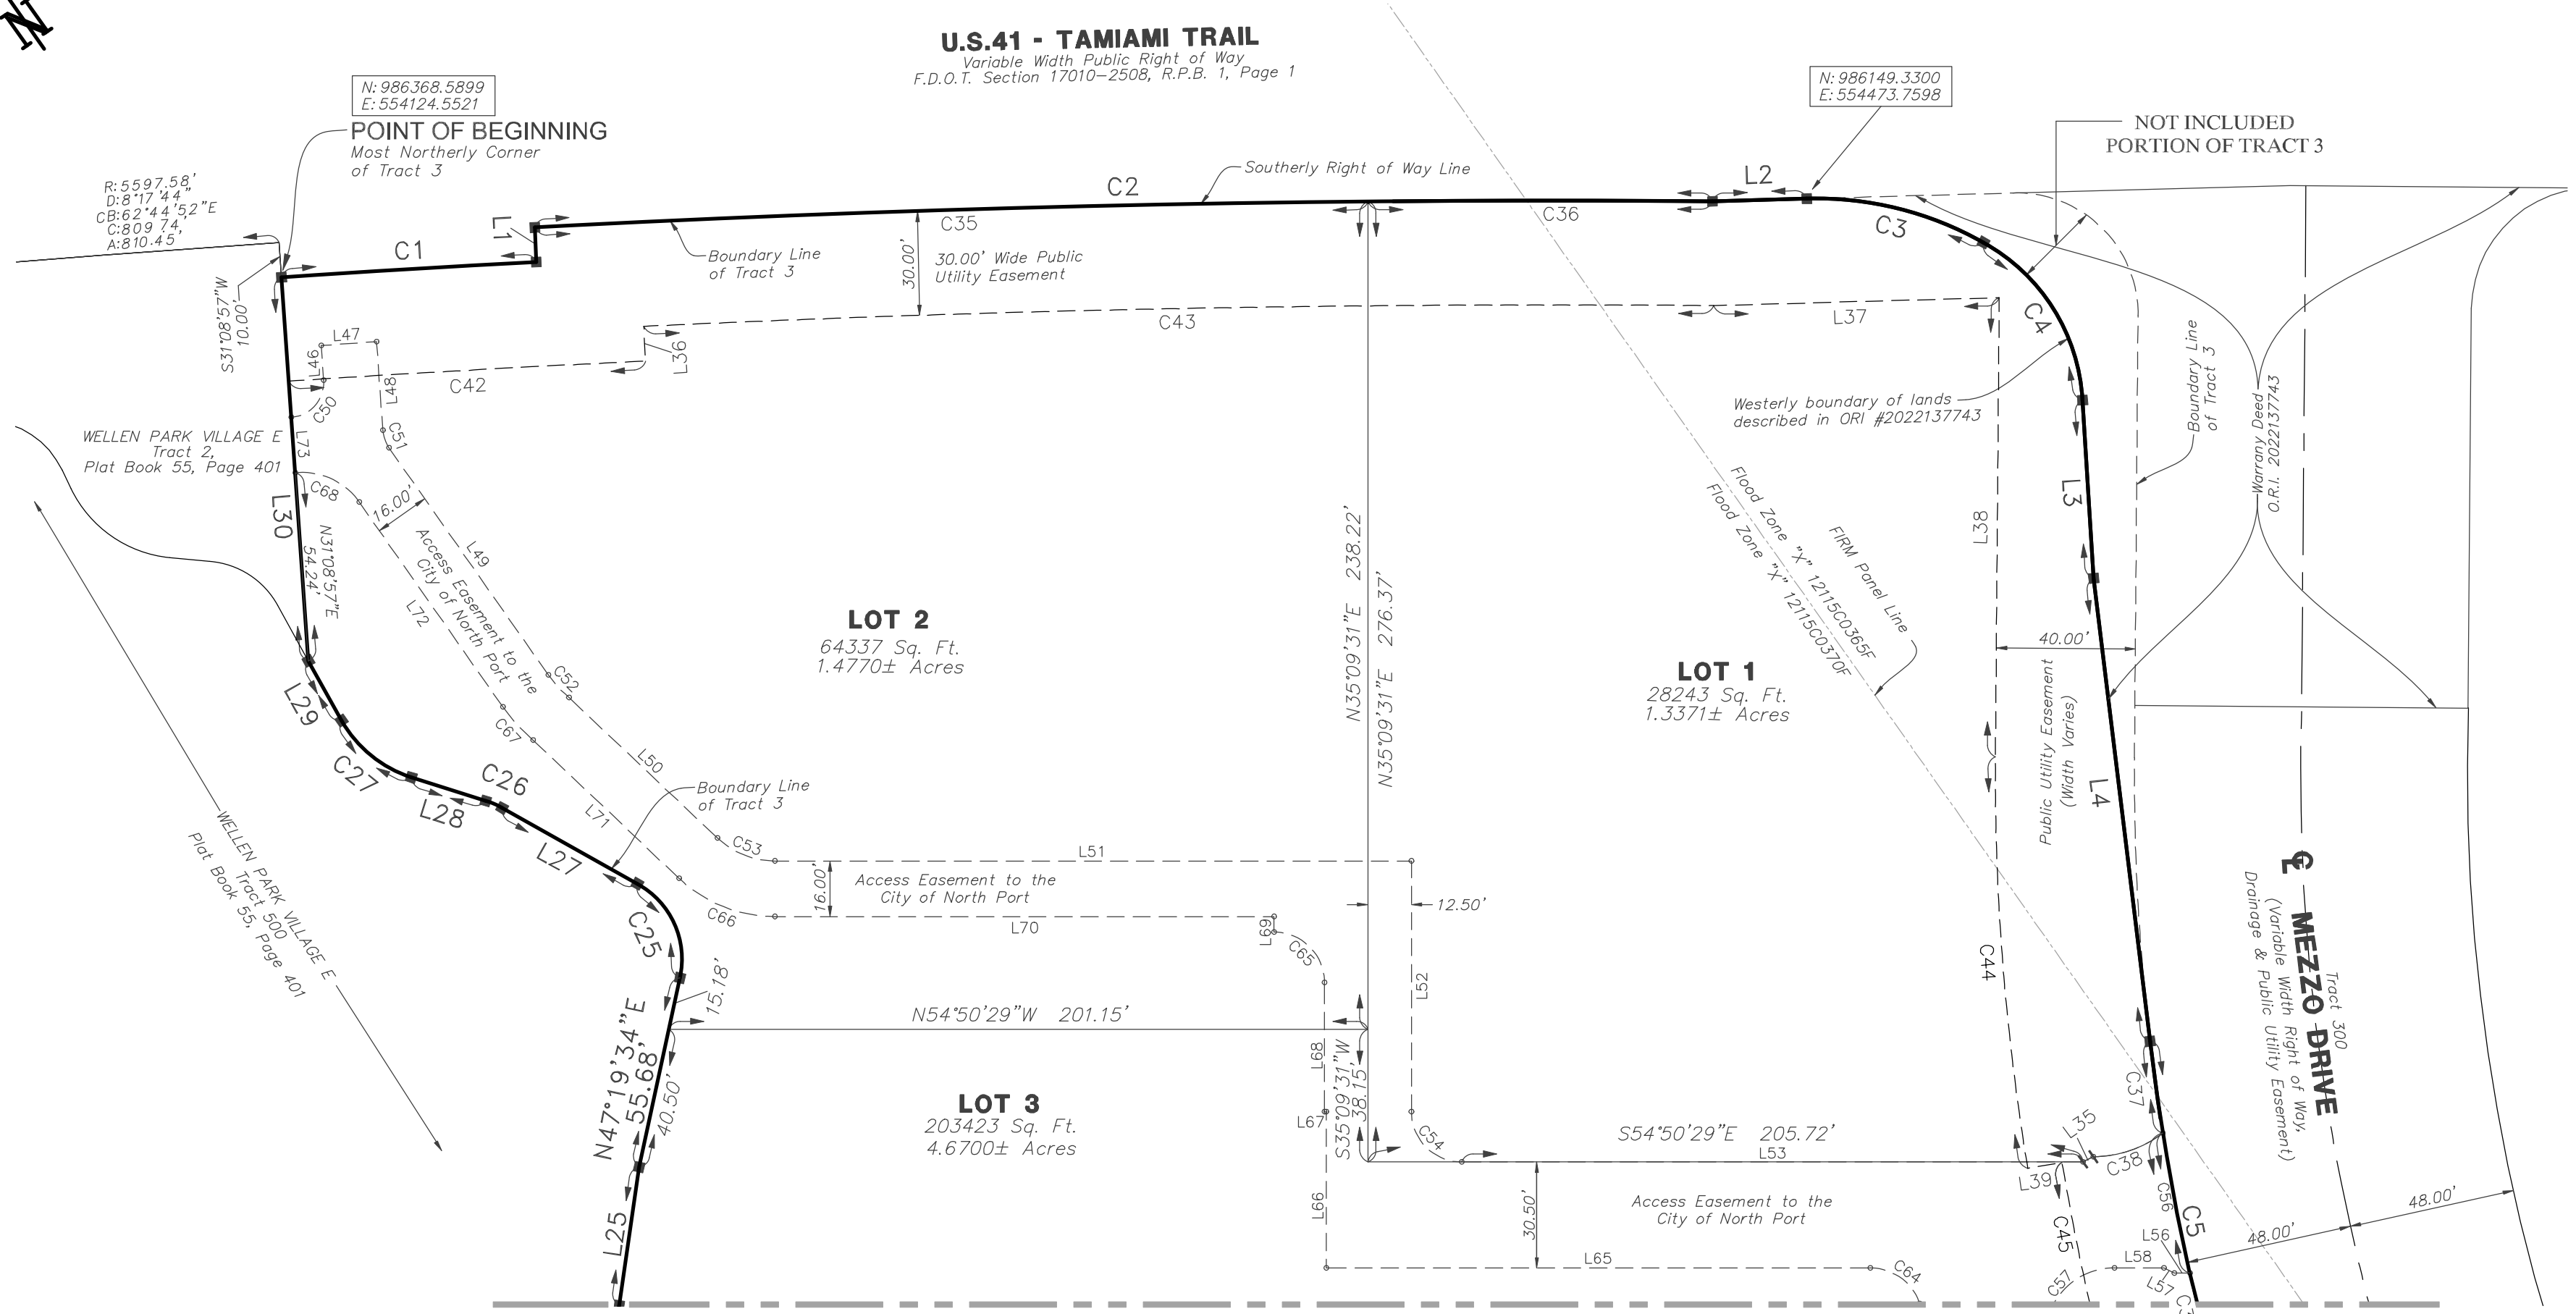 N
U.S.41 - TAMIAMI TRAIL
Variable Width Public Right of Way
F.D.O.T. Section 17010-2508, R.P.B. 1, Page 1
N: 986368.5899
E: 554124.5521
POINT OF BEGINNING
Most Northerly Corner
of Tract 3
N: 986149.3300
E: 554473.7598
NOT INCLUDED
PORTION OF TRACT 3
R: 5597.58'
D: 8°17'44"
CB: 62°44'52"E
C: 809.74'
A: 810.45'
S31°08'57"W
10.00'
C1
L1
C2
Southerly Right of Way Line
L2
C35
C36
C3
Boundary Line
of Tract 3
30.00'
30.00' Wide Public
Utility Easement
C43
L37
C4
L47
L46
L48
L36
C42
C50
C51
Westerly boundary of lands
described in ORI #2022137743
Boundary Line
of Tract 3
Warrany Deed
O.R.I. 2022137743
WELLEN PARK VILLAGE E
Tract 2,
Plat Book 55, Page 401
L73
C68
16.00'
L30
N31°08'57"E
54.24'
L49
L72
Access Easement to the
City of North Port
L3
L38
Flood Zone "X" 12115C0365F
Flood Zone "X" 12115C0370F
FIRM Panel Line
N35°09'31"E 238.22'
N35°09'31"E 276.37'
LOT 2
64337 Sq. Ft.
1.4770± Acres
LOT 1
28243 Sq. Ft.
1.3371± Acres
40.00'
Public Utility Easement
(Width Varies)
L29
C52
C67
C27
C26
L28
L50
L71
L4
Boundary Line
of Tract 3
L27
WELLEN PARK VILLAGE E
Tract 500
Plat Book 55, Page 401
C53
L51
16.00'
Access Easement to the
City of North Port
12.50'
C66
L70
L69
C65
C25
L52
C44
℄ MEZZO DRIVE
Tract 300
(Variable Width Right of Way,
Drainage & Public Utility Easement)
15.18'
N54°50'29"W 201.15'
N47°19'34"E
55.68'
40.50'
L68
L67
S35°09'31"W
38.15'
LOT 3
203423 Sq. Ft.
4.6700± Acres
C54
S54°50'29"E 205.72'
L53
L35
C37
C38
L39
C56
L66
L25
30.50'
Access Easement to the
City of North Port
C45
C5
48.00'
48.00'
L56
L58
L57
L65
C64
C57